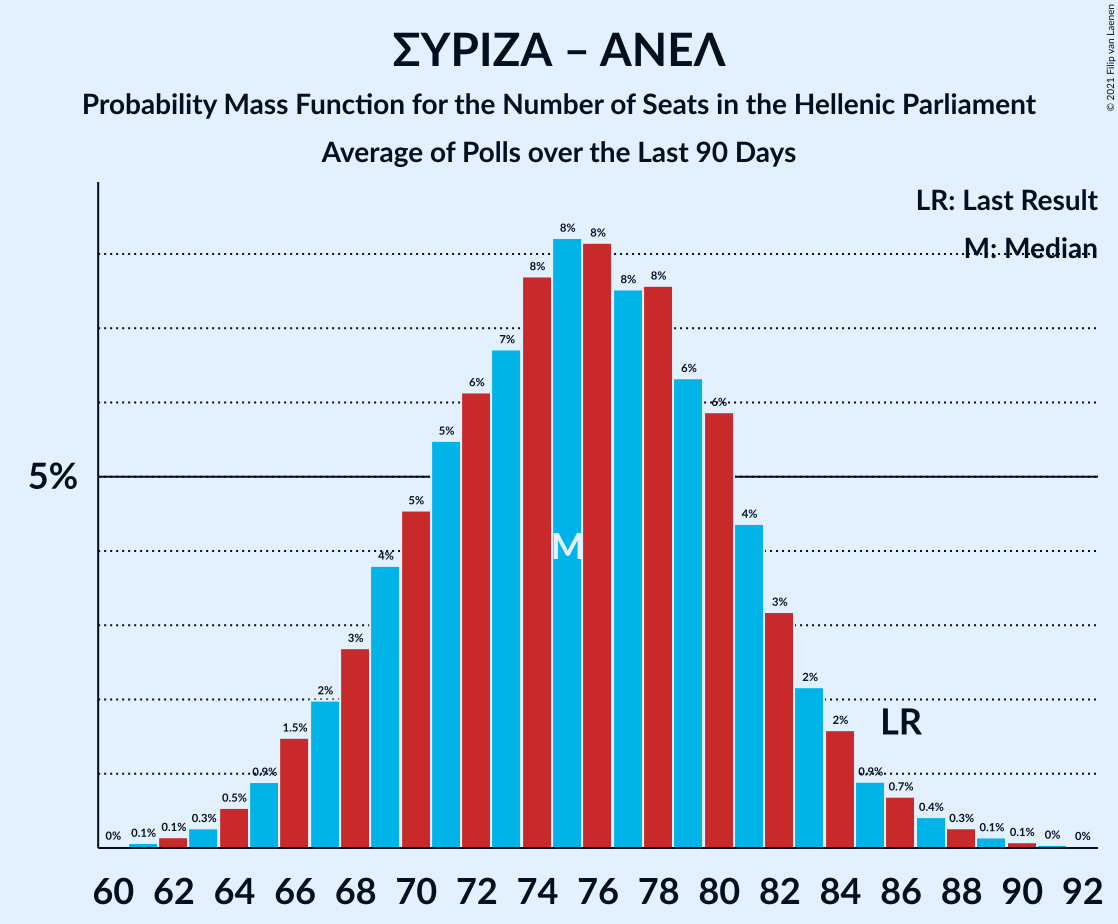 ΣΥΡΙΖΑ – ΑΝΕΛ
Probability Mass Function for the Number of Seats in the Hellenic Parliament
Average of Polls over the Last 90 Days
© 2021 Filip van Laenen
LR: Last Result
M: Median
5%
0% 0.1% 0.1% 0.3% 0.5% 0.9% 1.5% 2% 3% 4% 5% 5% 6% 7% 8% 8% 8% 8% 8% 6% 6% 4% 3% 2% 2% 0.9% 0.7% 0.4% 0.3% 0.1% 0.1% 0% 0%
M
LR
60 62 64 66 68 70 72 74 76 78 80 82 84 86 88 90 92